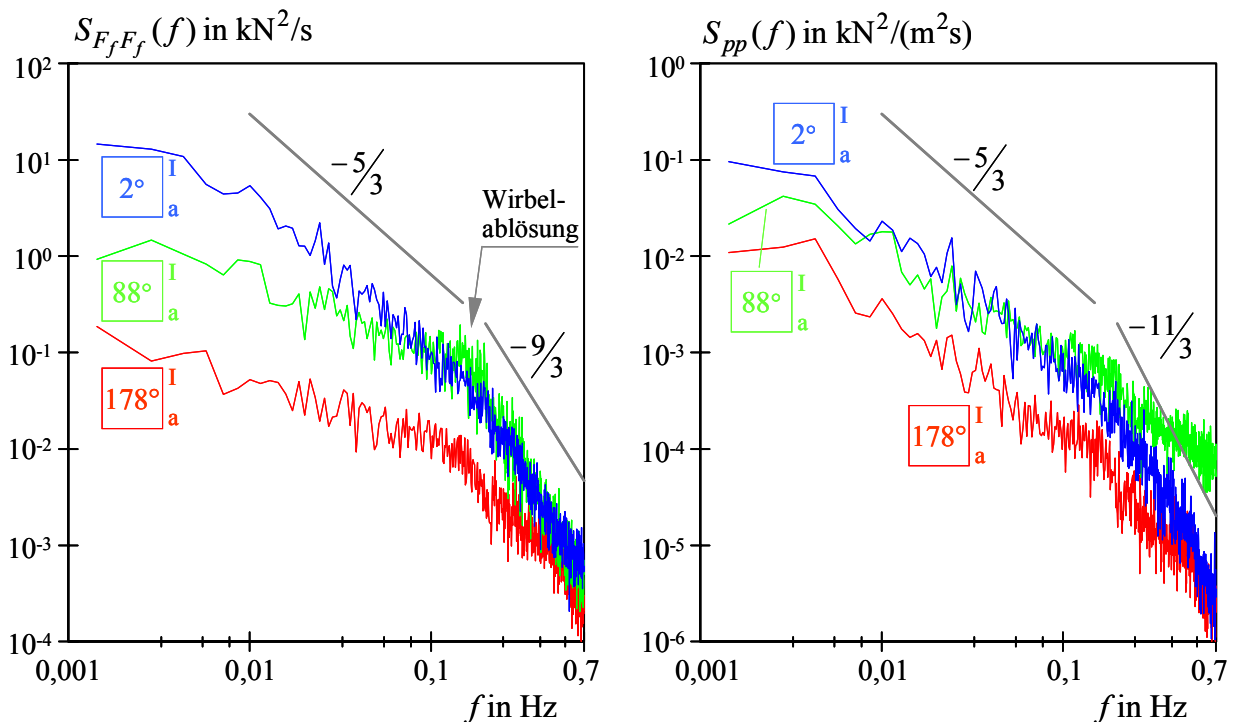 S_{F_f F_f}(f) in kN²/s
10²
10¹
10⁰
10⁻¹
10⁻²
10⁻³
10⁻⁴
0,001
0,01
0,1
0,7
f in Hz
−5/3
Wirbel-
ablösung
−9/3
2° I a
88° I a
178° I a
S_{pp}(f) in kN²/(m²s)
10⁰
10⁻¹
10⁻²
10⁻³
10⁻⁴
10⁻⁵
10⁻⁶
0,001
0,01
0,1
0,7
f in Hz
2° I a
−5/3
88° I a
−11/3
178° I a